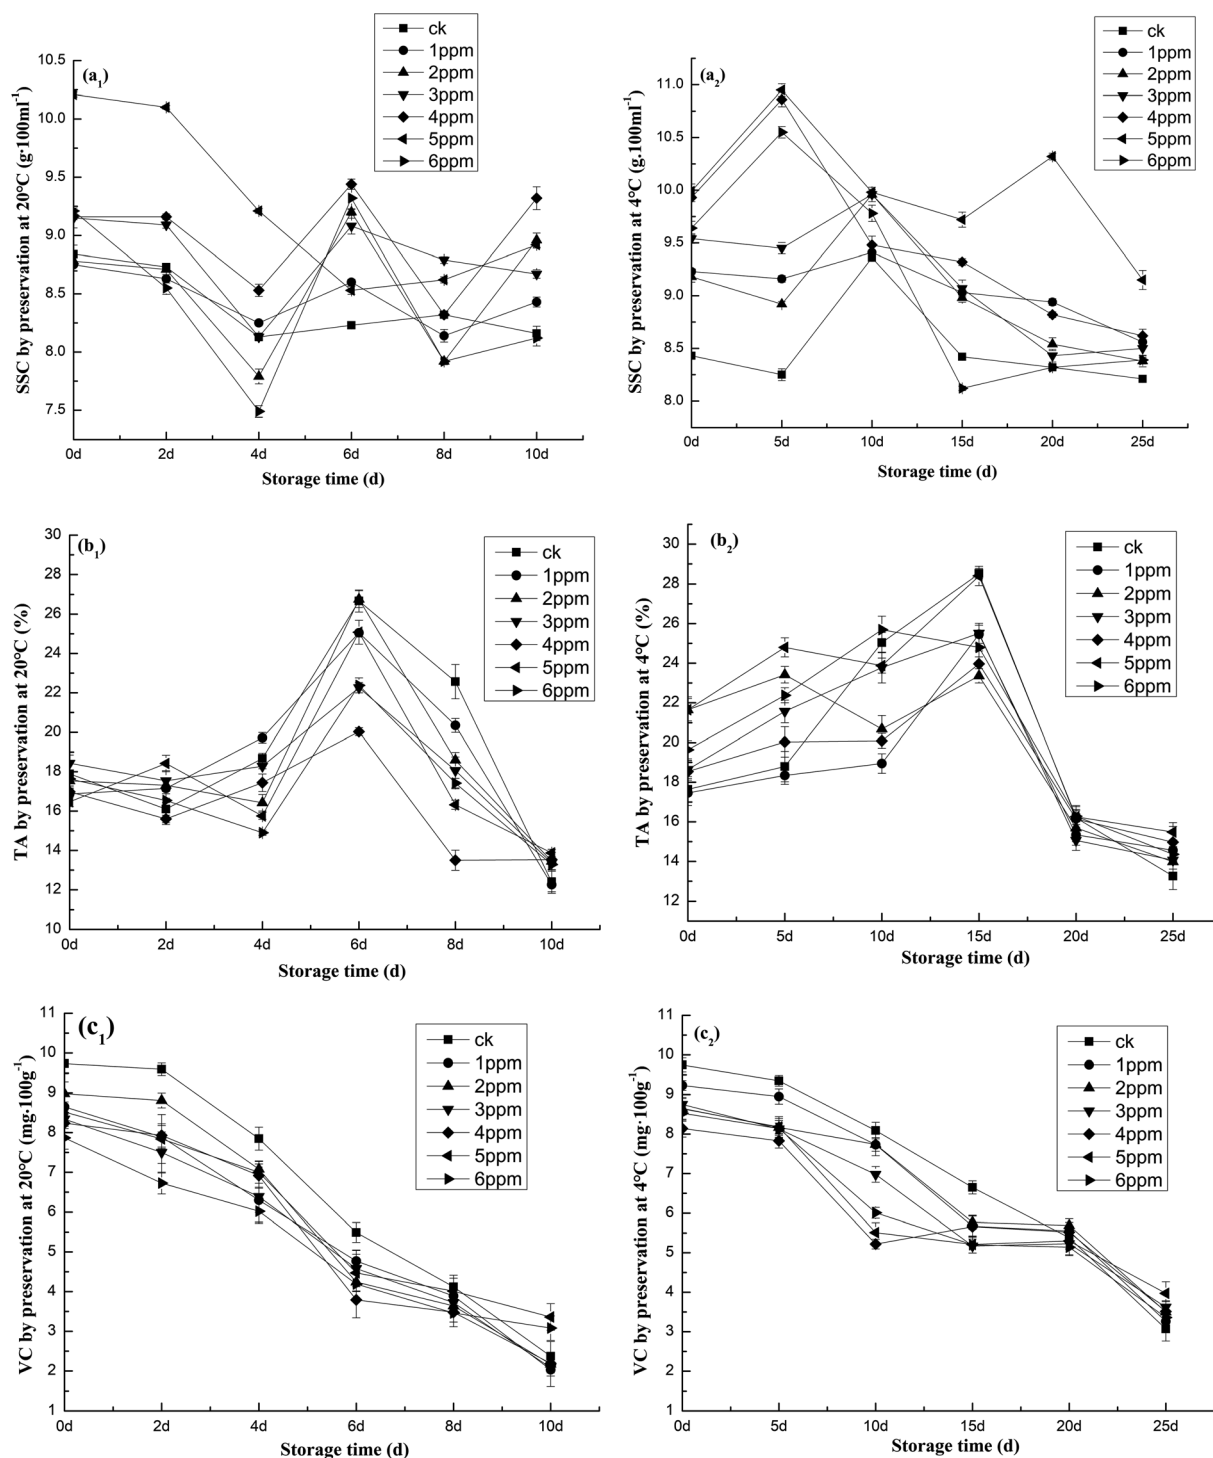 (a1)
ck
1ppm
2ppm
3ppm
4ppm
5ppm
6ppm
SSC by preservation at 20℃ (g·100ml-1)
10.5
10.0
9.5
9.0
8.5
8.0
7.5
0d 2d 4d 6d 8d 10d
Storage time (d)
(a2)
ck
1ppm
2ppm
3ppm
4ppm
5ppm
6ppm
SSC by preservation at 4℃ (g.100ml-1)
11.0
10.5
10.0
9.5
9.0
8.5
8.0
0d 5d 10d 15d 20d 25d
Storage time (d)
(b1)
ck
1ppm
2ppm
3ppm
4ppm
5ppm
6ppm
TA by preservation at 20℃ (%)
30
28
26
24
22
20
18
16
14
12
10
0d 2d 4d 6d 8d 10d
Storage time (d)
(b2)
ck
1ppm
2ppm
3ppm
4ppm
5ppm
6ppm
TA by preservation at 4℃ (%)
30
28
26
24
22
20
18
16
14
12
0d 5d 10d 15d 20d 25d
Storage time (d)
(c1)
ck
1ppm
2ppm
3ppm
4ppm
5ppm
6ppm
VC by preservation at 20℃ (mg·100g-1)
11
10
9
8
7
6
5
4
3
2
1
0d 2d 4d 6d 8d 10d
Storage time (d)
(c2)
ck
1ppm
2ppm
3ppm
4ppm
5ppm
6ppm
VC by preservation at 4℃ (mg·100g-1)
11
10
9
8
7
6
5
4
3
2
1
0d 5d 10d 15d 20d 25d
Storage time (d)